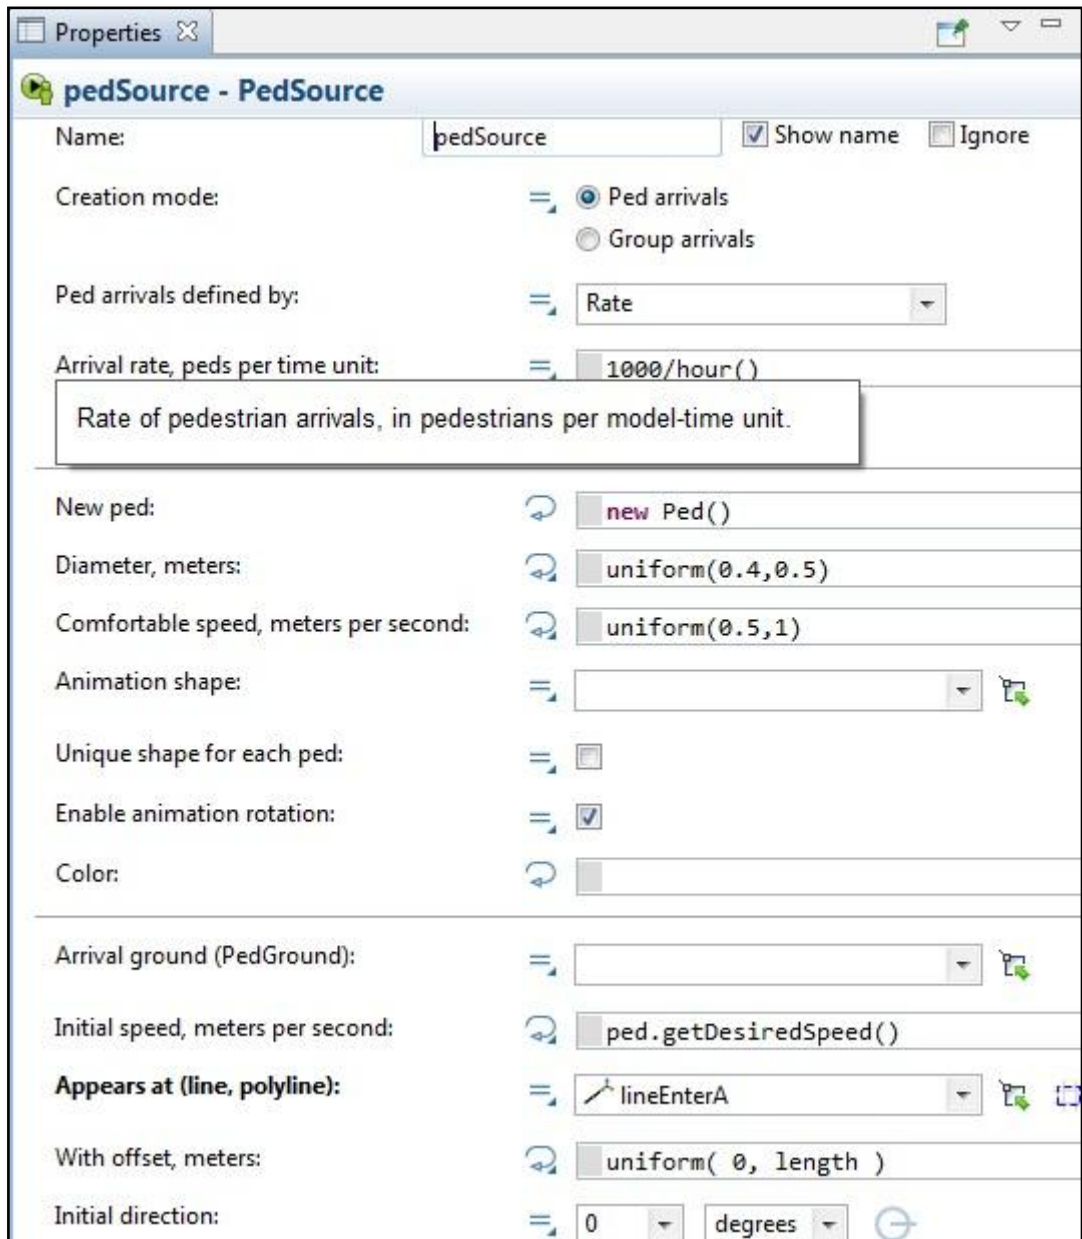 Properties
pedSource - PedSource
Name: pedSource Show name Ignore
Creation mode: Ped arrivals
Group arrivals
Ped arrivals defined by: Rate
Arrival rate, peds per time unit: 1000/hour()
Rate of pedestrian arrivals, in pedestrians per model-time unit.
New ped: new Ped()
Diameter, meters: uniform(0.4,0.5)
Comfortable speed, meters per second: uniform(0.5,1)
Animation shape:
Unique shape for each ped:
Enable animation rotation:
Color:
Arrival ground (PedGround):
Initial speed, meters per second: ped.getDesiredSpeed()
Appears at (line, polyline): lineEnterA
With offset, meters: uniform( 0, length )
Initial direction: 0 degrees